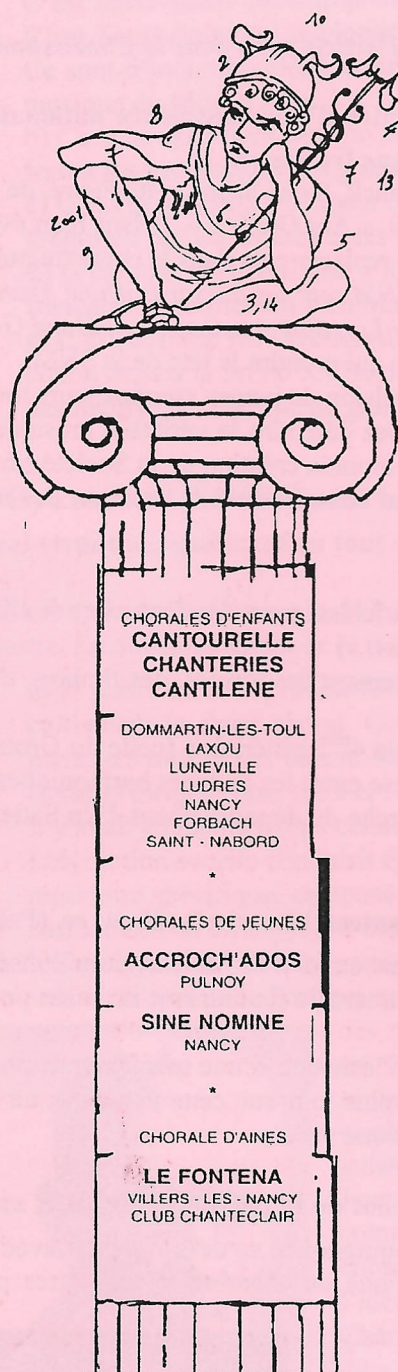 10
2
8
7
7
13
2001
5
9
3,14
CHORALES D'ENFANTS
CANTOURELLE
CHANTERIES
CANTILENE
DOMMARTIN-LES-TOUL
LAXOU
LUNEVILLE
LUDRES
NANCY
FORBACH
SAINT - NABORD
*
CHORALES DE JEUNES
ACCROCH'ADOS
PULNOY
SINE NOMINE
NANCY
*
CHORALE D'AINES
LE FONTENA
VILLERS - LES - NANCY
CLUB CHANTECLAIR